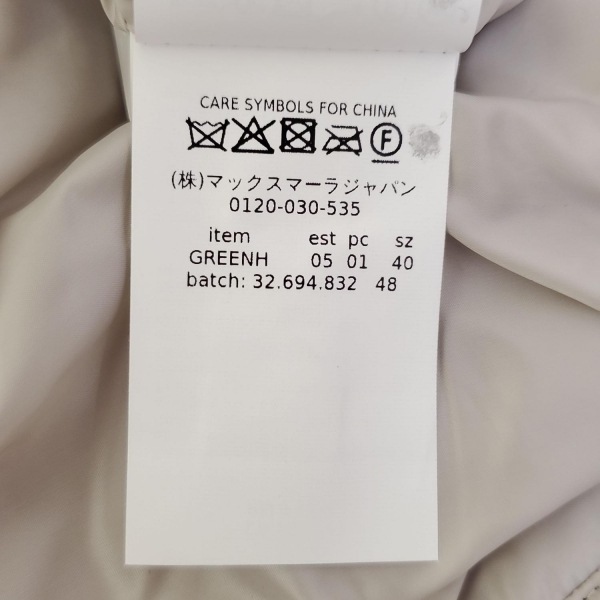 CARE SYMBOLS FOR CHINA
F
(株)マックスマーラジャパン
0120-030-535
item est pc sz
GREENH 05 01 40
batch: 32.694.832 48